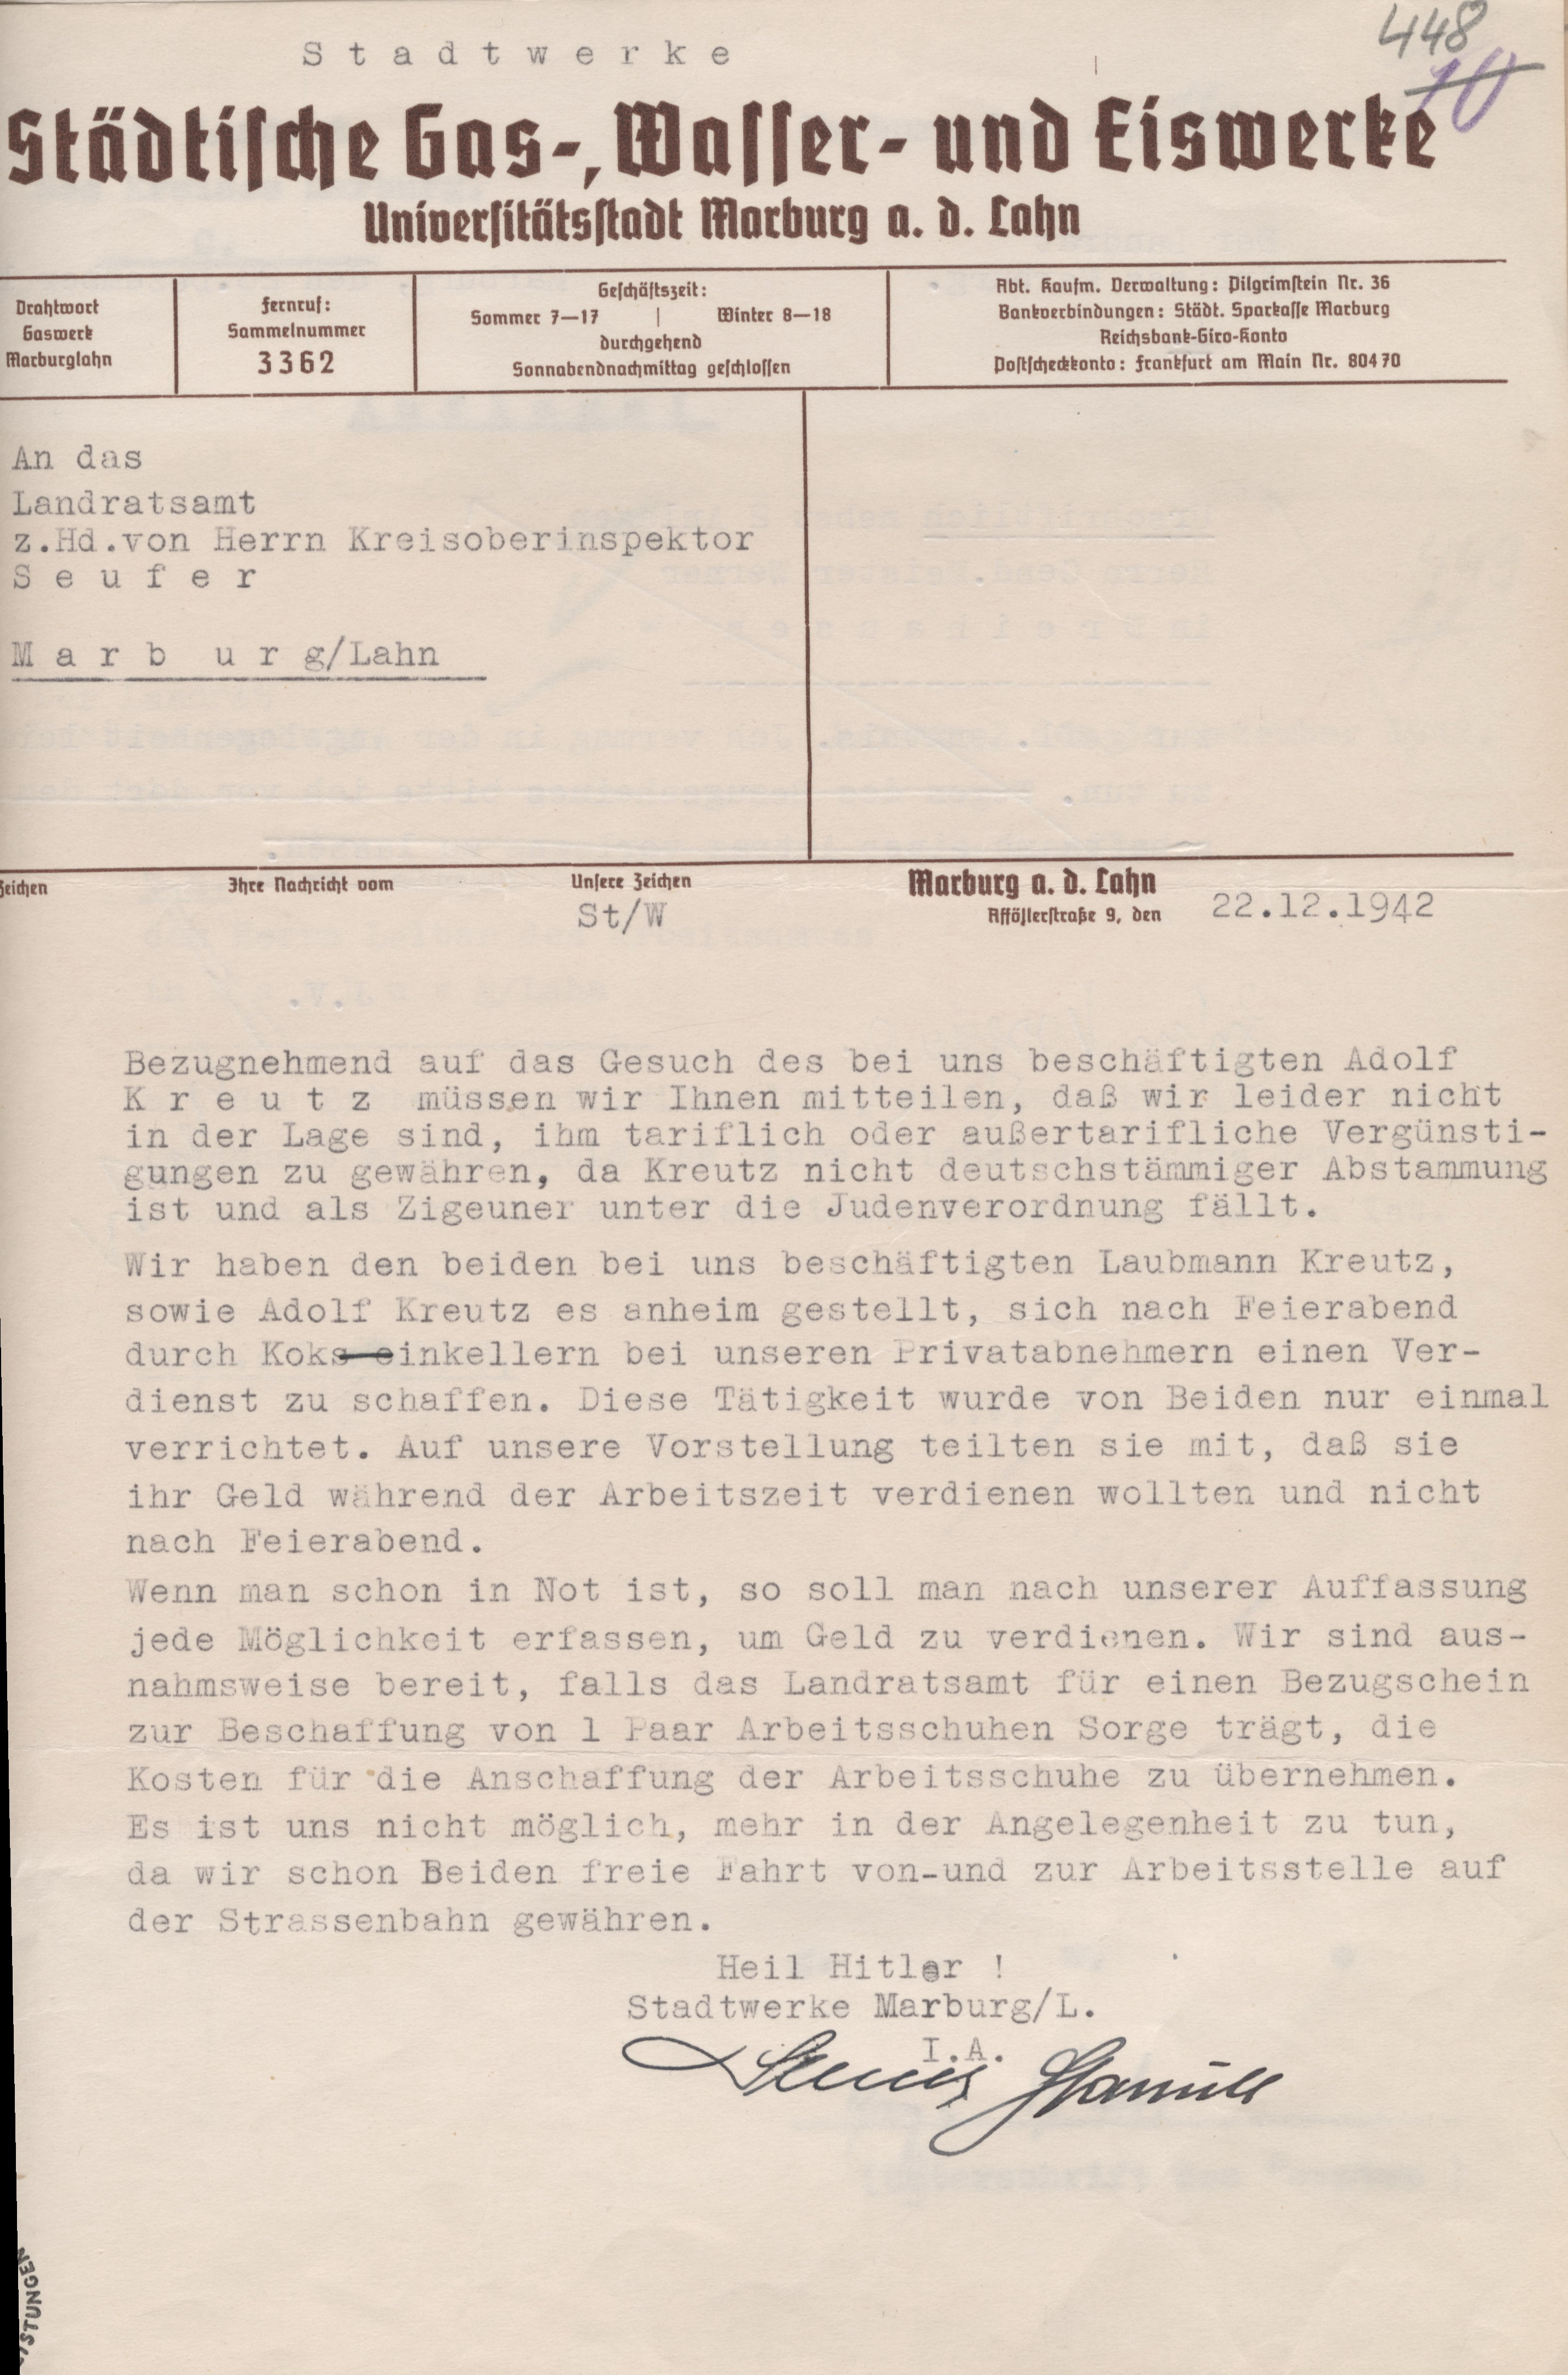 448
10
Stadtwerke
Städtische Gas-, Wasser- und Eiswerke
Universitätsstadt Marburg a. d. Lahn
Drahtwort
Gaswerk
Marburglahn
Fernruf:
Sammelnummer
3362
Geschäftszeit:
Sommer 7—17 | Winter 8—18
durchgehend
Sonnabendnachmittag geschlossen
Abt. Kaufm. Verwaltung: Pilgrimstein Nr. 36
Bankverbindungen: Städt. Sparkasse Marburg
Reichsbank-Giro-Konto
Postscheckkonto: Frankfurt am Main Nr. 80470
An das
Landratsamt
z.Hd.von Herrn Kreisoberinspektor
Seufer
Marburg/Lahn
Zeichen
Ihre Nachricht vom
Unsere Zeichen
St/W
Marburg a. d. Lahn
Afföllerstraße 9, den 22.12.1942
Bezugnehmend auf das Gesuch des bei uns beschäftigten Adolf
Kreutz müssen wir Ihnen mitteilen, daß wir leider nicht
in der Lage sind, ihm tariflich oder außertarifliche Vergünsti-
gungen zu gewähren, da Kreutz nicht deutschstämmiger Abstammung
ist und als Zigeuner unter die Judenverordnung fällt.
Wir haben den beiden bei uns beschäftigten Laubmann Kreutz,
sowie Adolf Kreutz es anheim gestellt, sich nach Feierabend
durch Koks einkellern bei unseren Privatabnehmern einen Ver-
dienst zu schaffen. Diese Tätigkeit wurde von Beiden nur einmal
verrichtet. Auf unsere Vorstellung teilten sie mit, daß sie
ihr Geld während der Arbeitszeit verdienen wollten und nicht
nach Feierabend.
Wenn man schon in Not ist, so soll man nach unserer Auffassung
jede Möglichkeit erfassen, um Geld zu verdienen. Wir sind aus-
nahmsweise bereit, falls das Landratsamt für einen Bezugschein
zur Beschaffung von 1 Paar Arbeitsschuhen Sorge trägt, die
Kosten für die Anschaffung der Arbeitsschuhe zu übernehmen.
Es ist uns nicht möglich, mehr in der Angelegenheit zu tun,
da wir schon Beiden freie Fahrt von-und zur Arbeitsstelle auf
der Strassenbahn gewähren.
Heil Hitler !
Stadtwerke Marburg/L.
I.A.